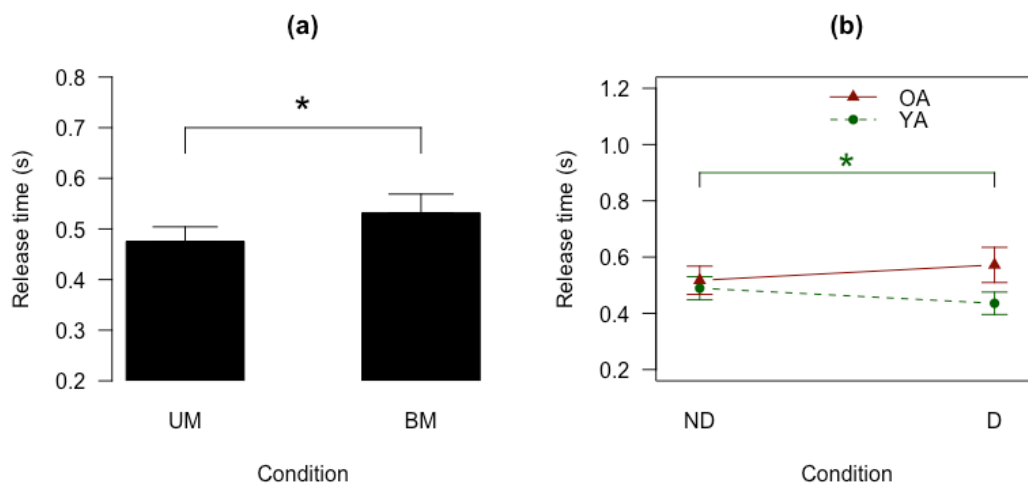 (a)
0.8
0.7
0.6
0.5
0.4
0.3
0.2
Release time (s)
*
UM BM
Condition
(b)
1.2
1.0
0.8
0.6
0.4
0.2
Release time (s)
OA
YA
*
ND D
Condition